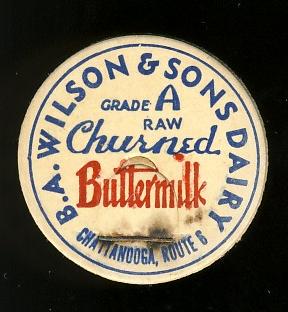 B.A. WILSON & SONS DAIRY
GRADE A
RAW
Churned
Buttermilk
CHATTANOOGA, ROUTE 6